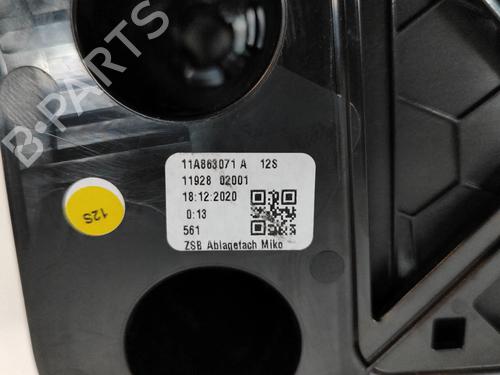 B-PARTS
11A863071 A 12S
11928 02001
18.12.2020
0:13
561
ZSB Ablagefach Miko
12S